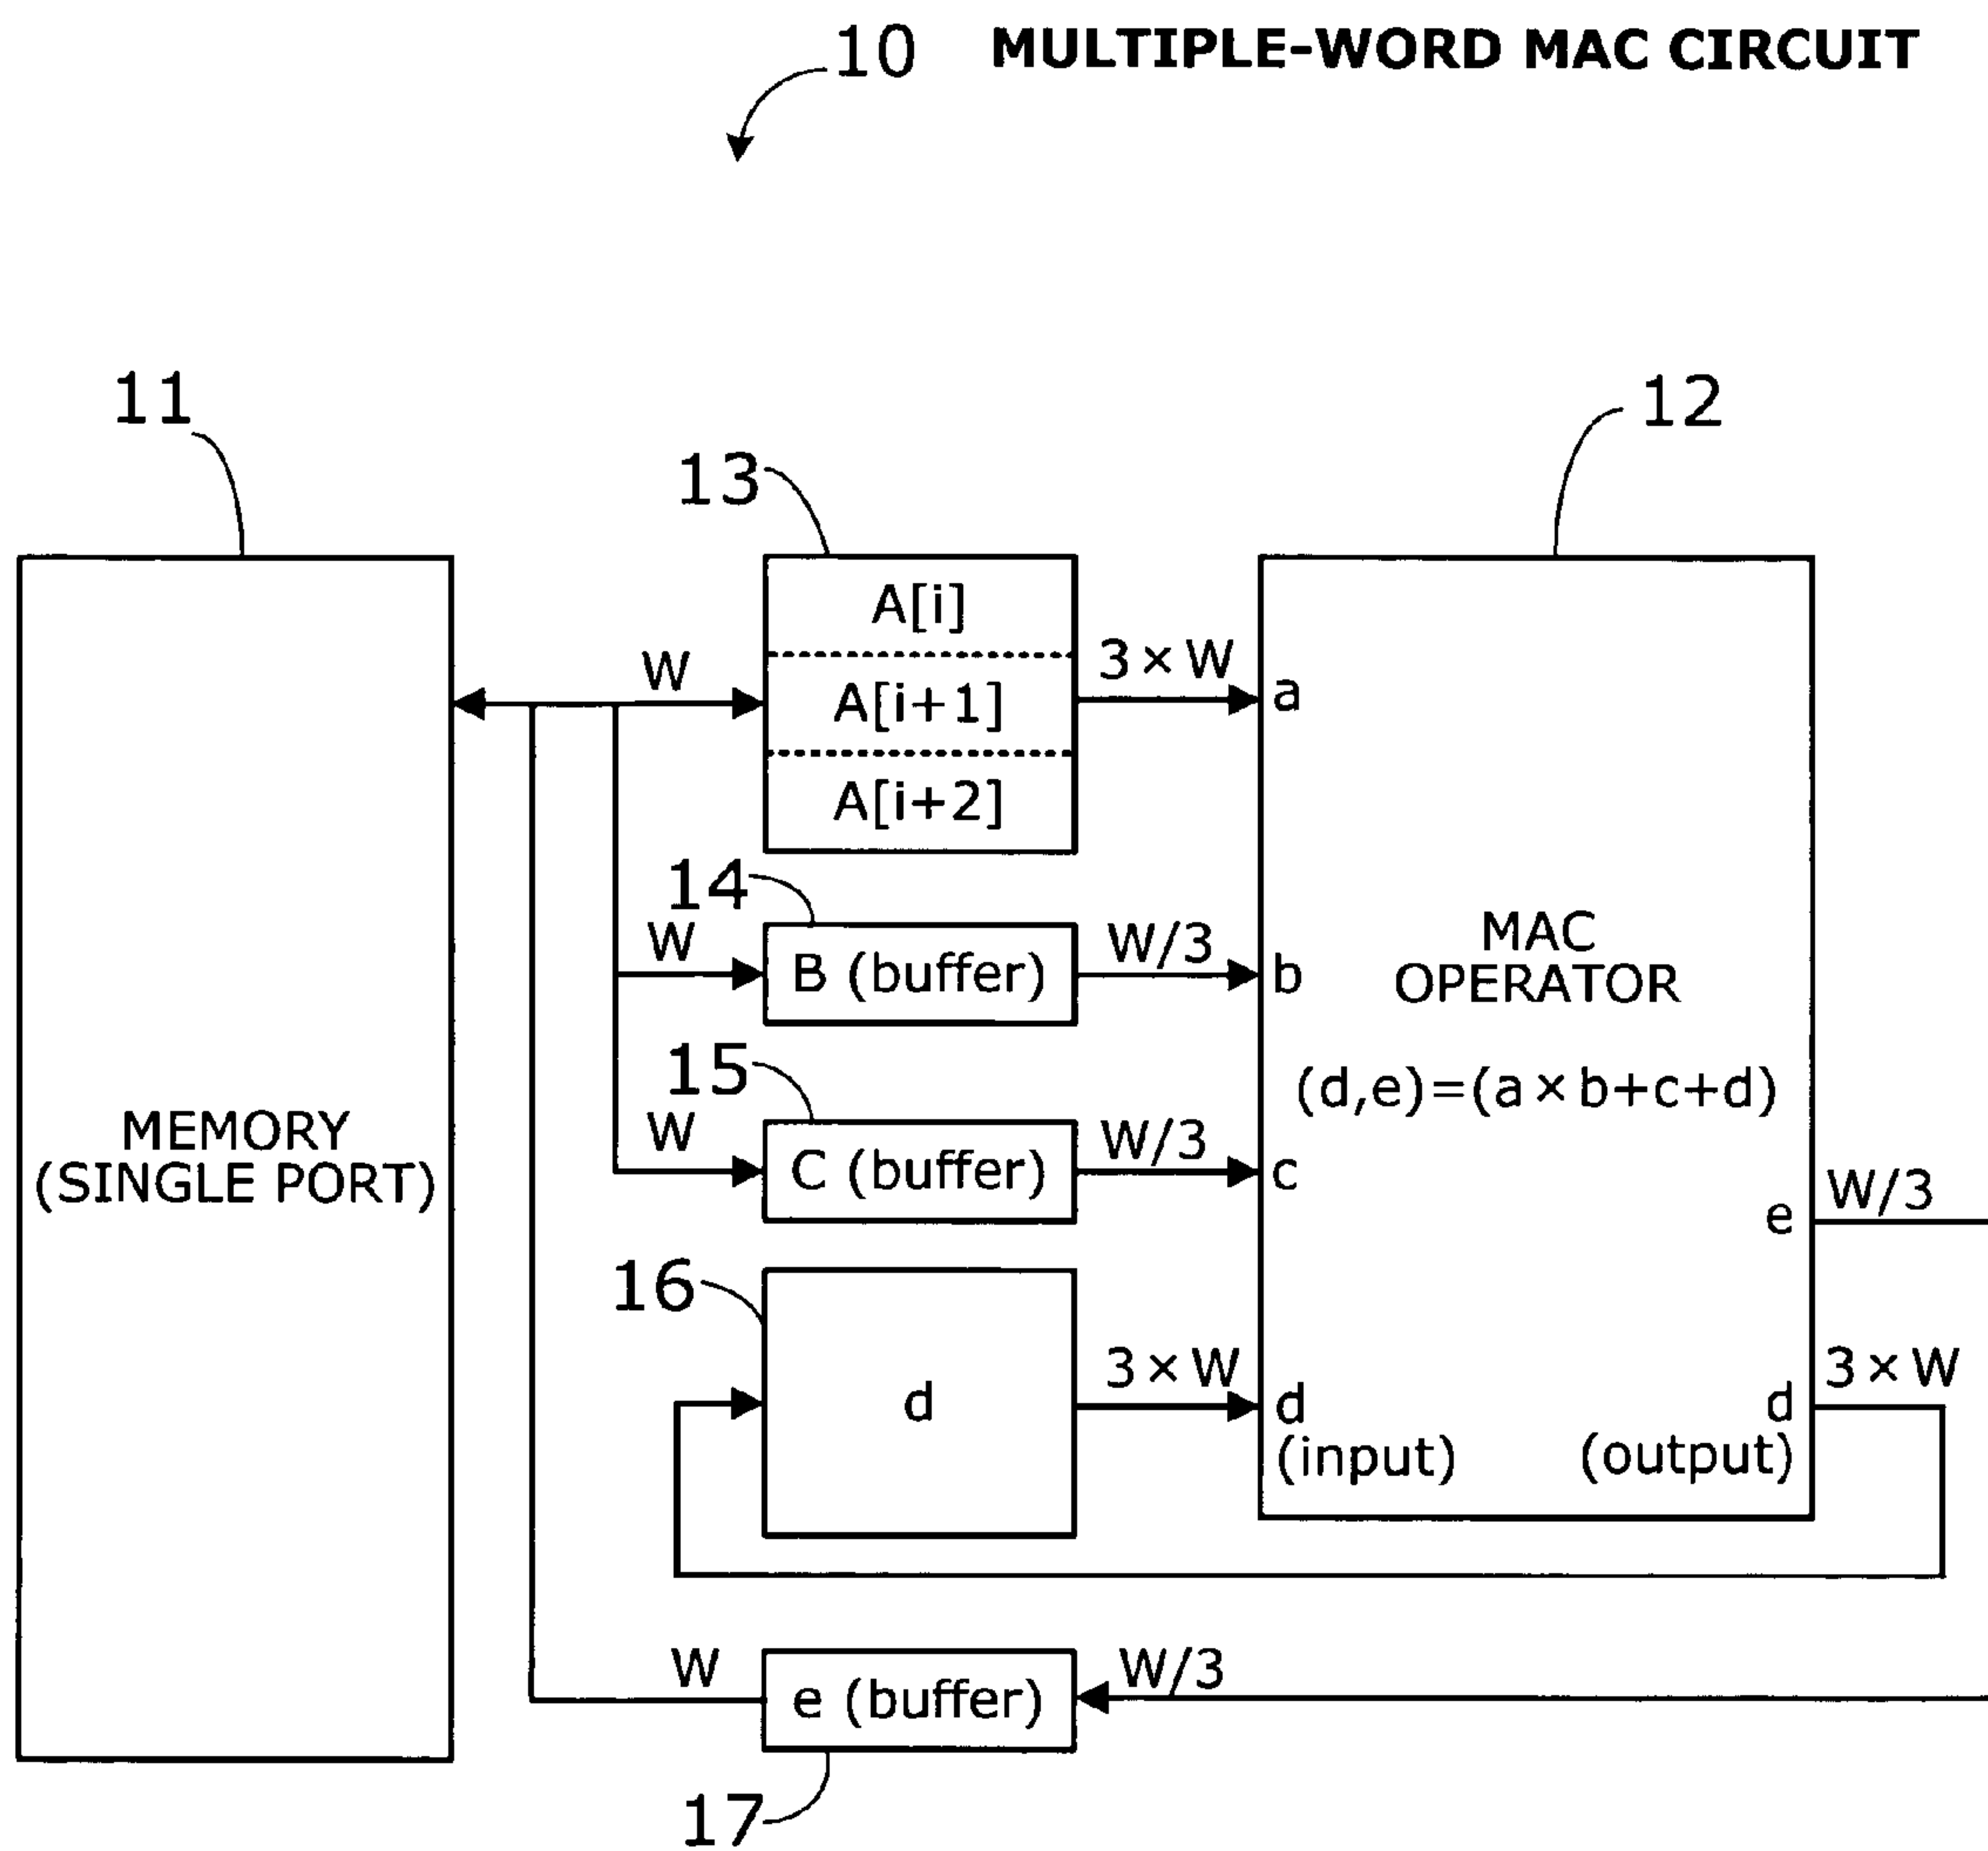 10 MULTIPLE-WORD MAC CIRCUIT
11
12
13
A[i]
W
3×W
a
A[i+1]
A[i+2]
14
W
B (buffer)
W/3
b
MAC
OPERATOR
15
(d,e)=(a×b+c+d)
W
C (buffer)
W/3
c
MEMORY
(SINGLE PORT)
e
W/3
16
d
3×W
d
(input)
d
(output)
3×W
W
e (buffer)
W/3
17